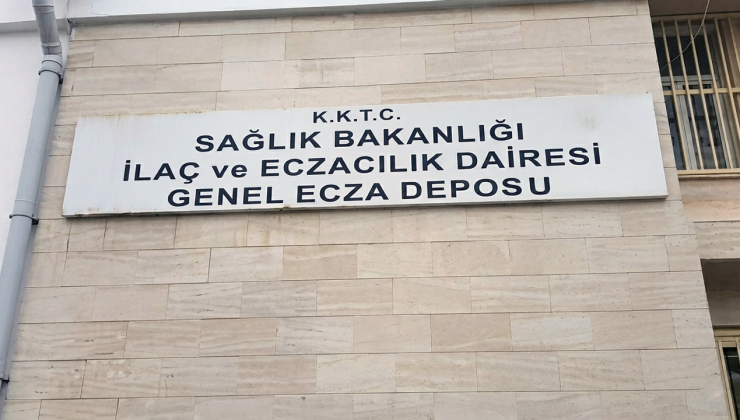 K.K.T.C.
SAĞLIK BAKANLIĞI
İLAÇ ve ECZACILIK DAİRESİ
GENEL ECZA DEPOSU